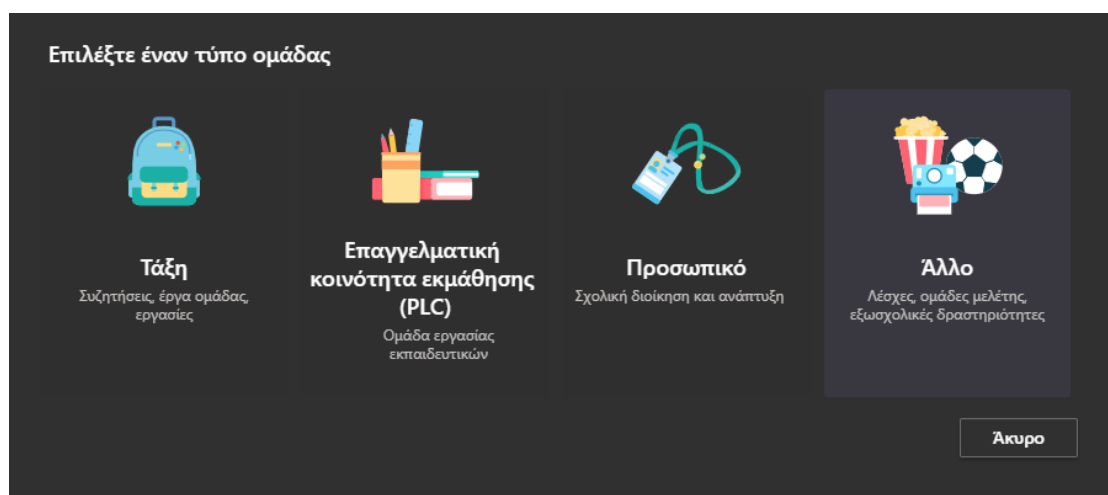 Επιλέξτε έναν τύπο ομάδας
Τάξη
Συζητήσεις, έργα ομάδας,
εργασίες
Επαγγελματική
κοινότητα εκμάθησης
(PLC)
Ομάδα εργασίας
εκπαιδευτικών
Προσωπικό
Σχολική διοίκηση και ανάπτυξη
Άλλο
Λέσχες, ομάδες μελέτης,
εξωσχολικές δραστηριότητες
Άκυρο